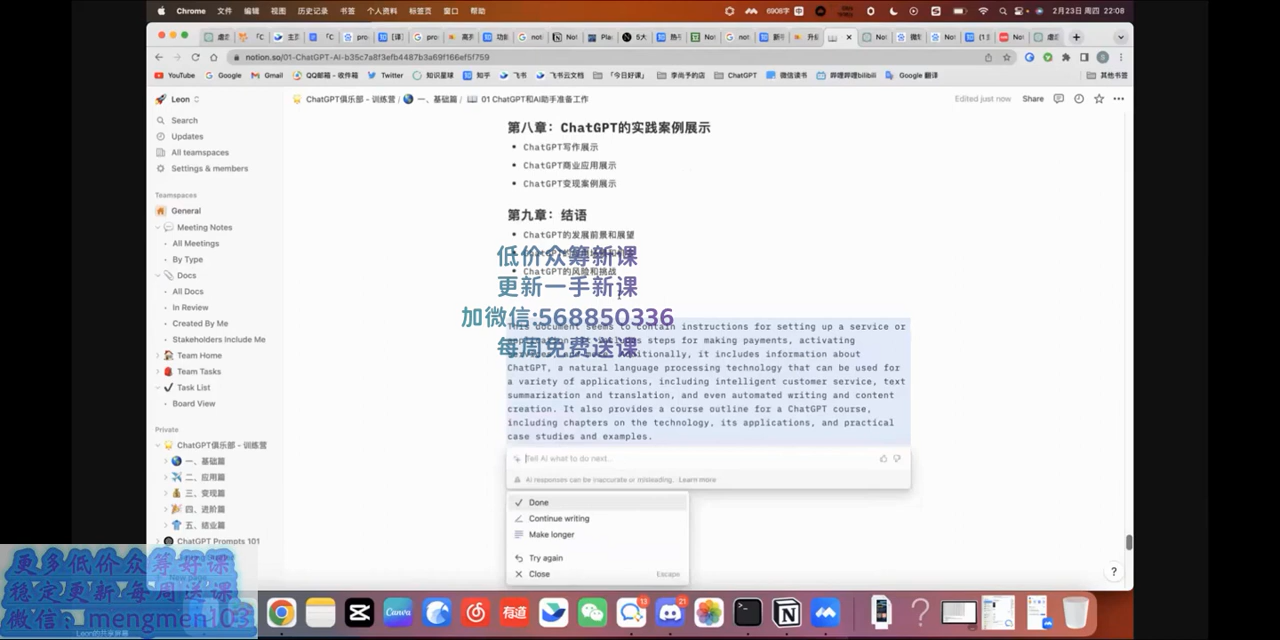 Chrome 文件 编辑 视图 历史记录 书签 个人资料 标签页 窗口 帮助
6908字 2月23日 周四 22:08
notion.so/01-ChatGPT-AI-b35c7a8f3efb4487b3a69f166ef5f759
YouTube Google Gmail QQ邮箱 - 收件箱 Twitter 知识星球 知乎 飞书 飞书云文档 「今日好课」 李尚予的店 ChatGPT 微信读书 哔哩哔哩bilibili Google 翻译 其他书签
Leon
ChatGPT俱乐部 - 训练营 / 一、基础篇 / 01 ChatGPT和AI助手准备工作
Edited just now Share
Search
Updates
All teamspaces
Settings & members
Teamspaces
General
Meeting Notes
All Meetings
By Type
Docs
All Docs
In Review
Created By Me
Stakeholders Include Me
Team Home
Team Tasks
Task List
Board View
Private
ChatGPT俱乐部 - 训练营
一、基础篇
二、应用篇
三、变现篇
四、进阶篇
五、结业篇
ChatGPT Prompts 101
第八章: ChatGPT的实践案例展示
ChatGPT写作展示
ChatGPT商业应用展示
ChatGPT变现案例展示
第九章: 结语
ChatGPT的发展前景和展望
ChatGPT的风险和挑战
低价众筹新课
更新一手新课
加微信:568850336
每周免费送课
This document seems to contain instructions for setting up a service or
steps for making payments, activating
Additionally, it includes information about
ChatGPT, a natural language processing technology that can be used for
a variety of applications, including intelligent customer service, text
summarization and translation, and even automated writing and content
creation. It also provides a course outline for a ChatGPT course,
including chapters on the technology, its applications, and practical
case studies and examples.
Tell AI what to do next...
AI responses can be inaccurate or misleading. Learn more
Done
Continue writing
Make longer
Try again
Close Escape
更多低价众筹好课
稳定更新 每周送课
微信: mengmen103
Leon的共享屏幕
Canva
有道
13
21